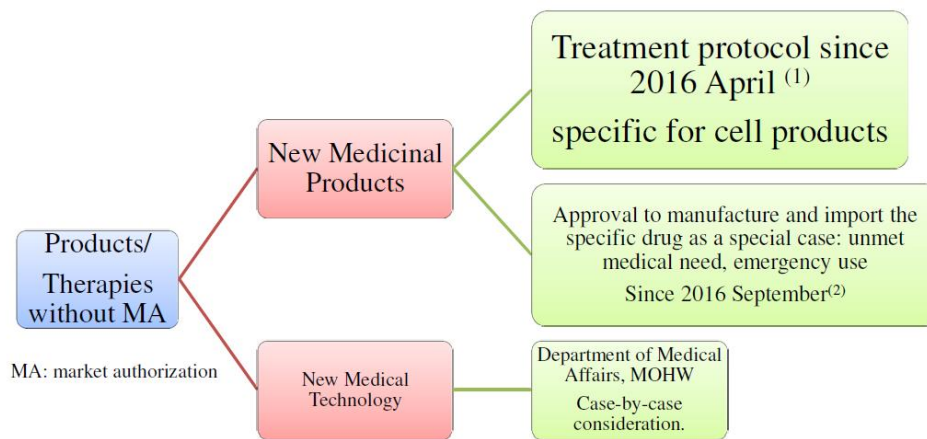 Treatment protocol since
2016 April (1)
specific for cell products
New Medicinal
Products
Approval to manufacture and import the
specific drug as a special case: unmet
medical need, emergency use
Since 2016 September(2)
Products/
Therapies
without MA
MA: market authorization
New Medical
Technology
Department of Medical
Affairs, MOHW
Case-by-case
consideration.